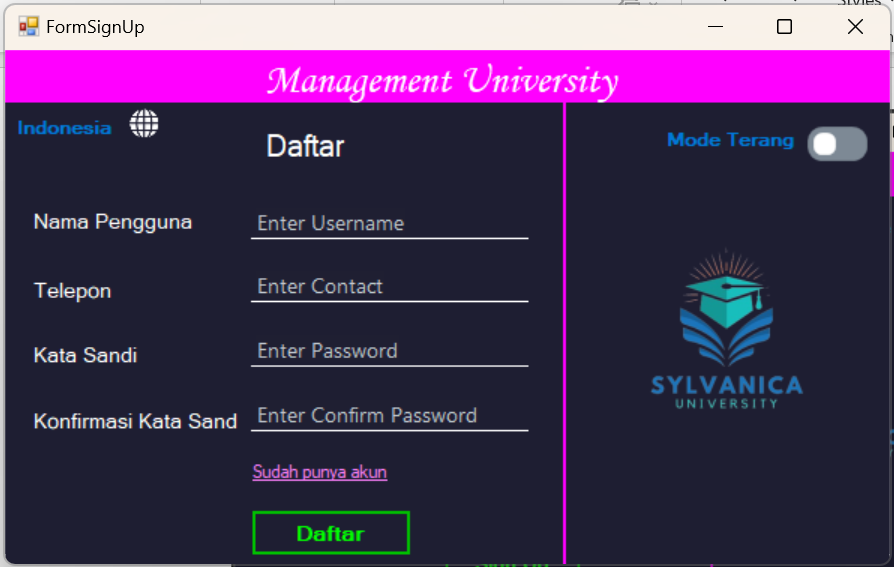 FormSignUp
Management University
Indonesia
Mode Terang
Daftar
Nama Pengguna
Enter Username
Telepon
Enter Contact
Kata Sandi
Enter Password
Konfirmasi Kata Sand
Enter Confirm Password
Sudah punya akun
Daftar
SYLVANICA
UNIVERSITY